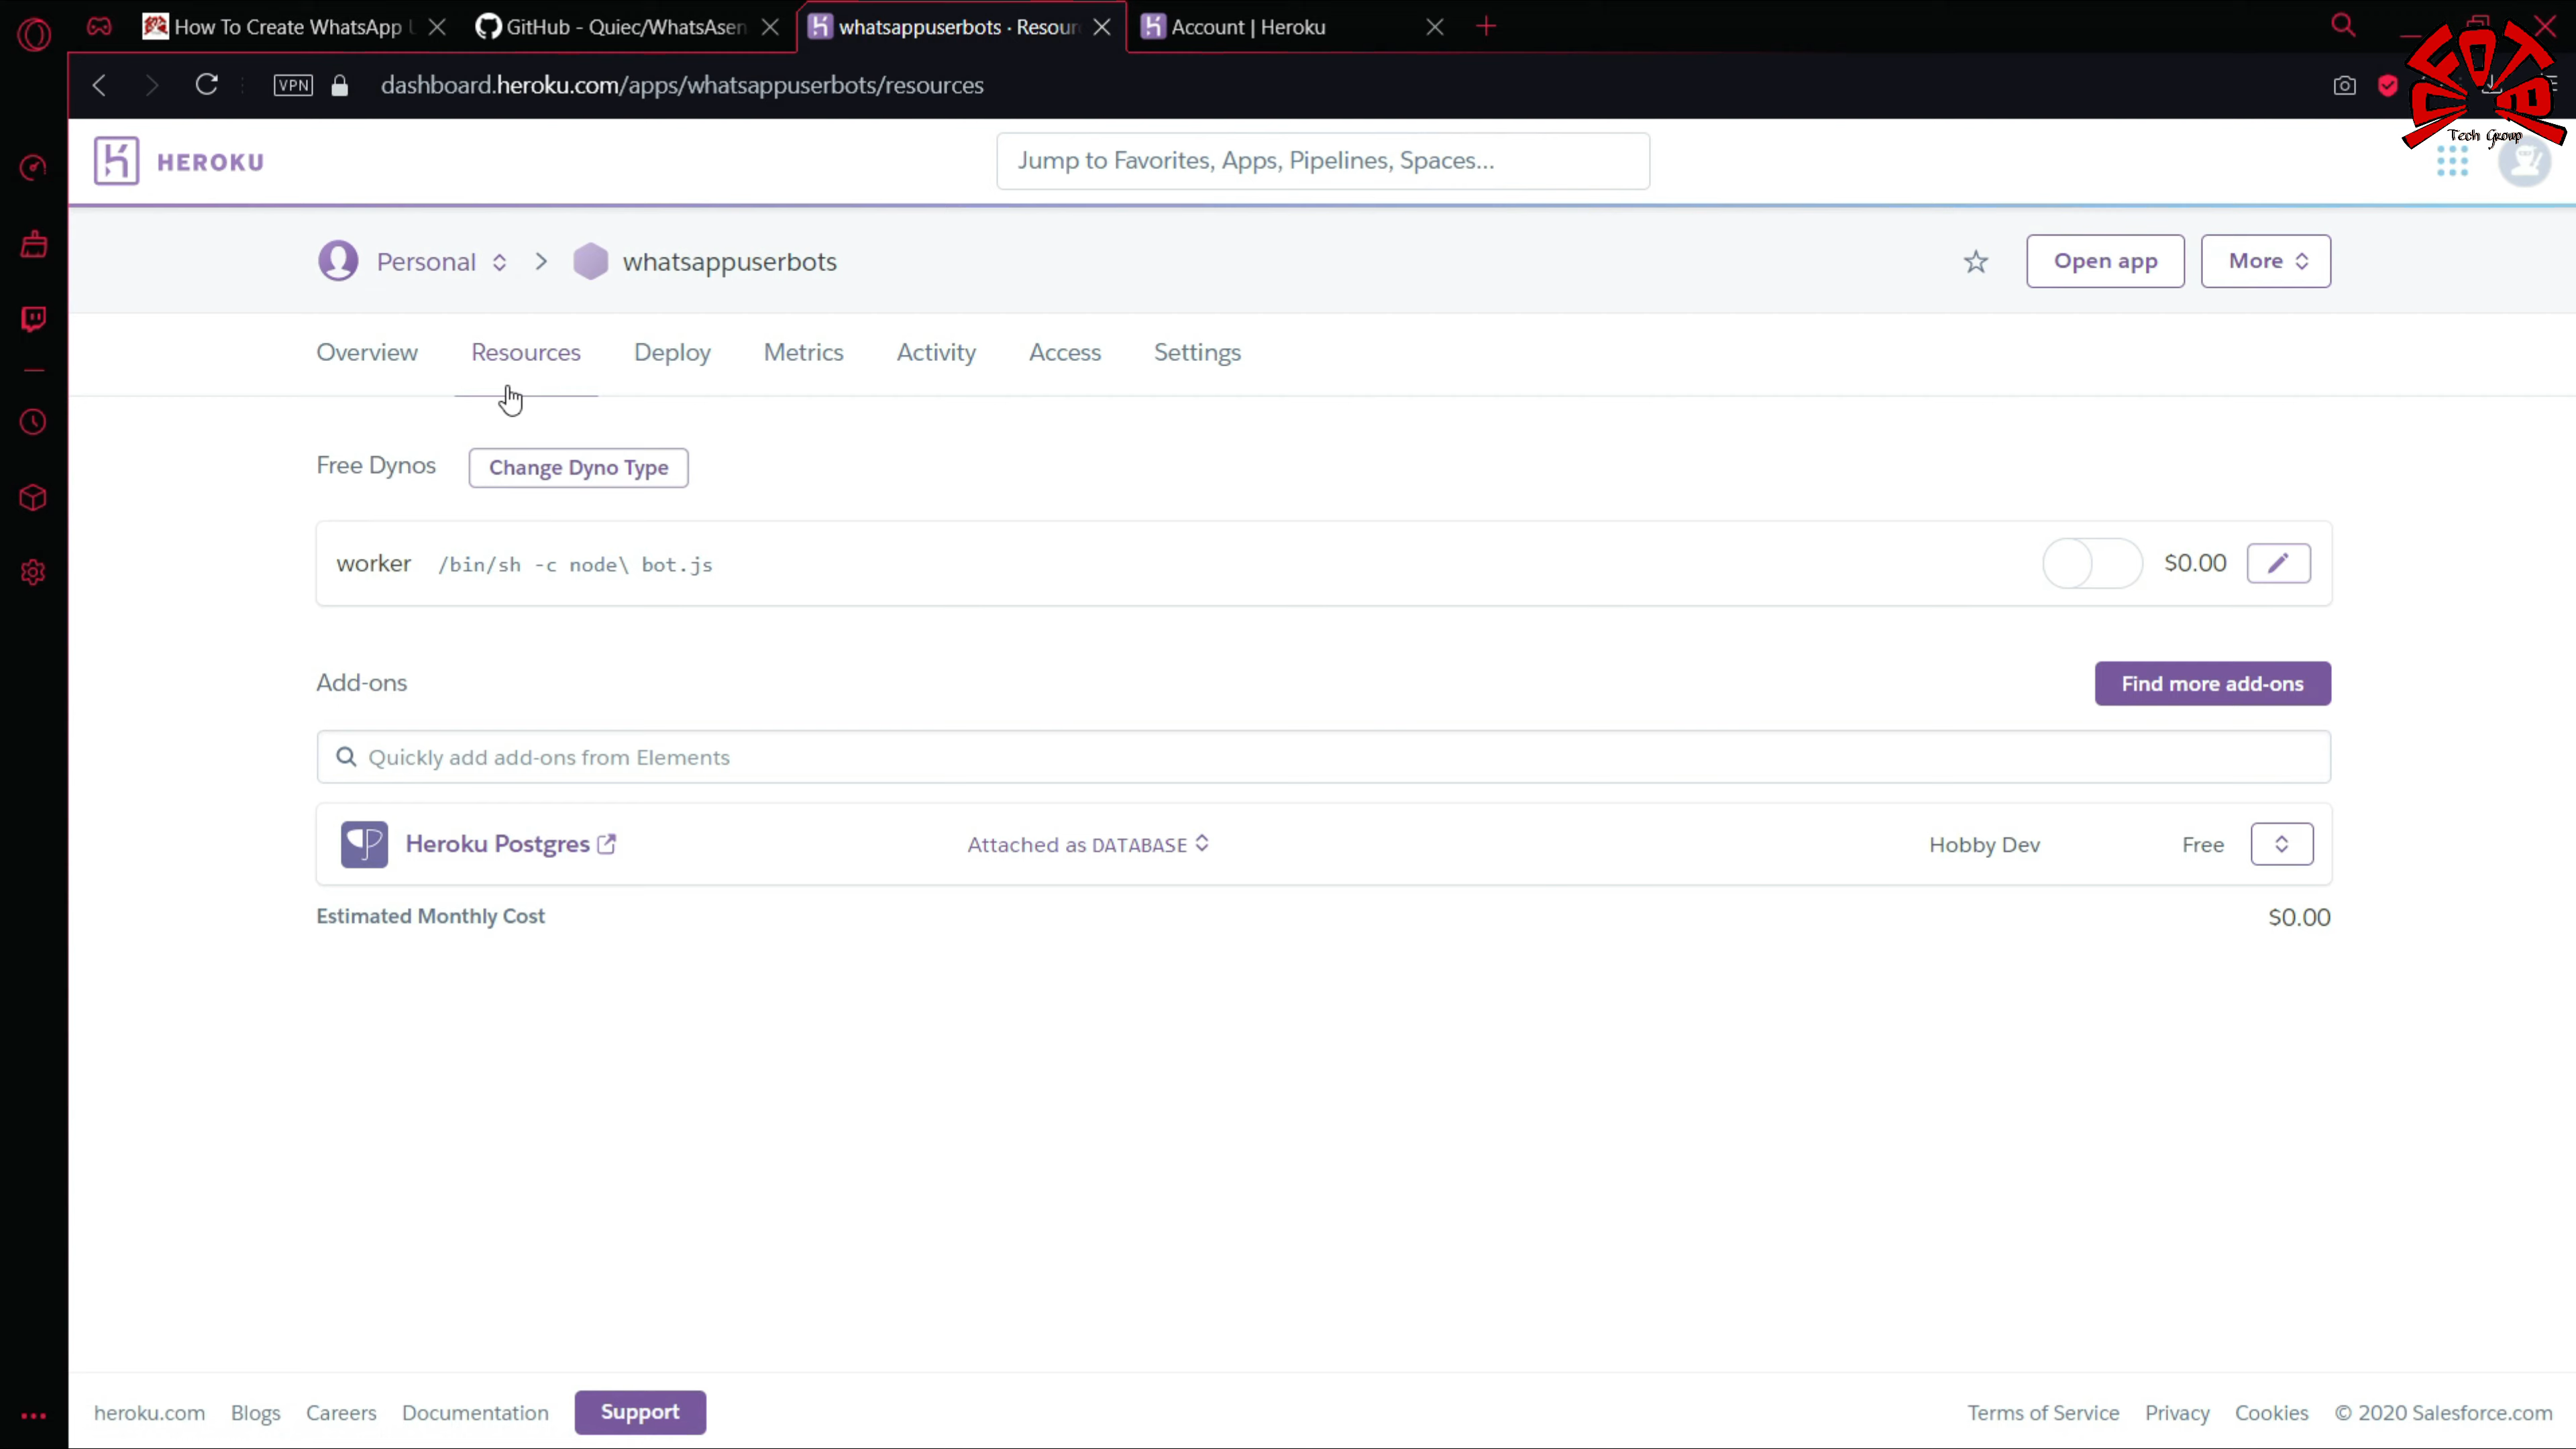 How To Create WhatsApp U
GitHub - Quiec/WhatsAsen
whatsappuserbots · Resour
Account | Heroku
VPN
dashboard.heroku.com/apps/whatsappuserbots/resources
Tech Group
HEROKU
Jump to Favorites, Apps, Pipelines, Spaces...
Personal
whatsappuserbots
Open app
More
Overview
Resources
Deploy
Metrics
Activity
Access
Settings
Free Dynos
Change Dyno Type
worker
/bin/sh -c node\ bot.js
$0.00
Add-ons
Find more add-ons
Quickly add add-ons from Elements
Heroku Postgres
Attached as DATABASE
Hobby Dev
Free
Estimated Monthly Cost
$0.00
heroku.com
Blogs
Careers
Documentation
Support
Terms of Service
Privacy
Cookies
© 2020 Salesforce.com